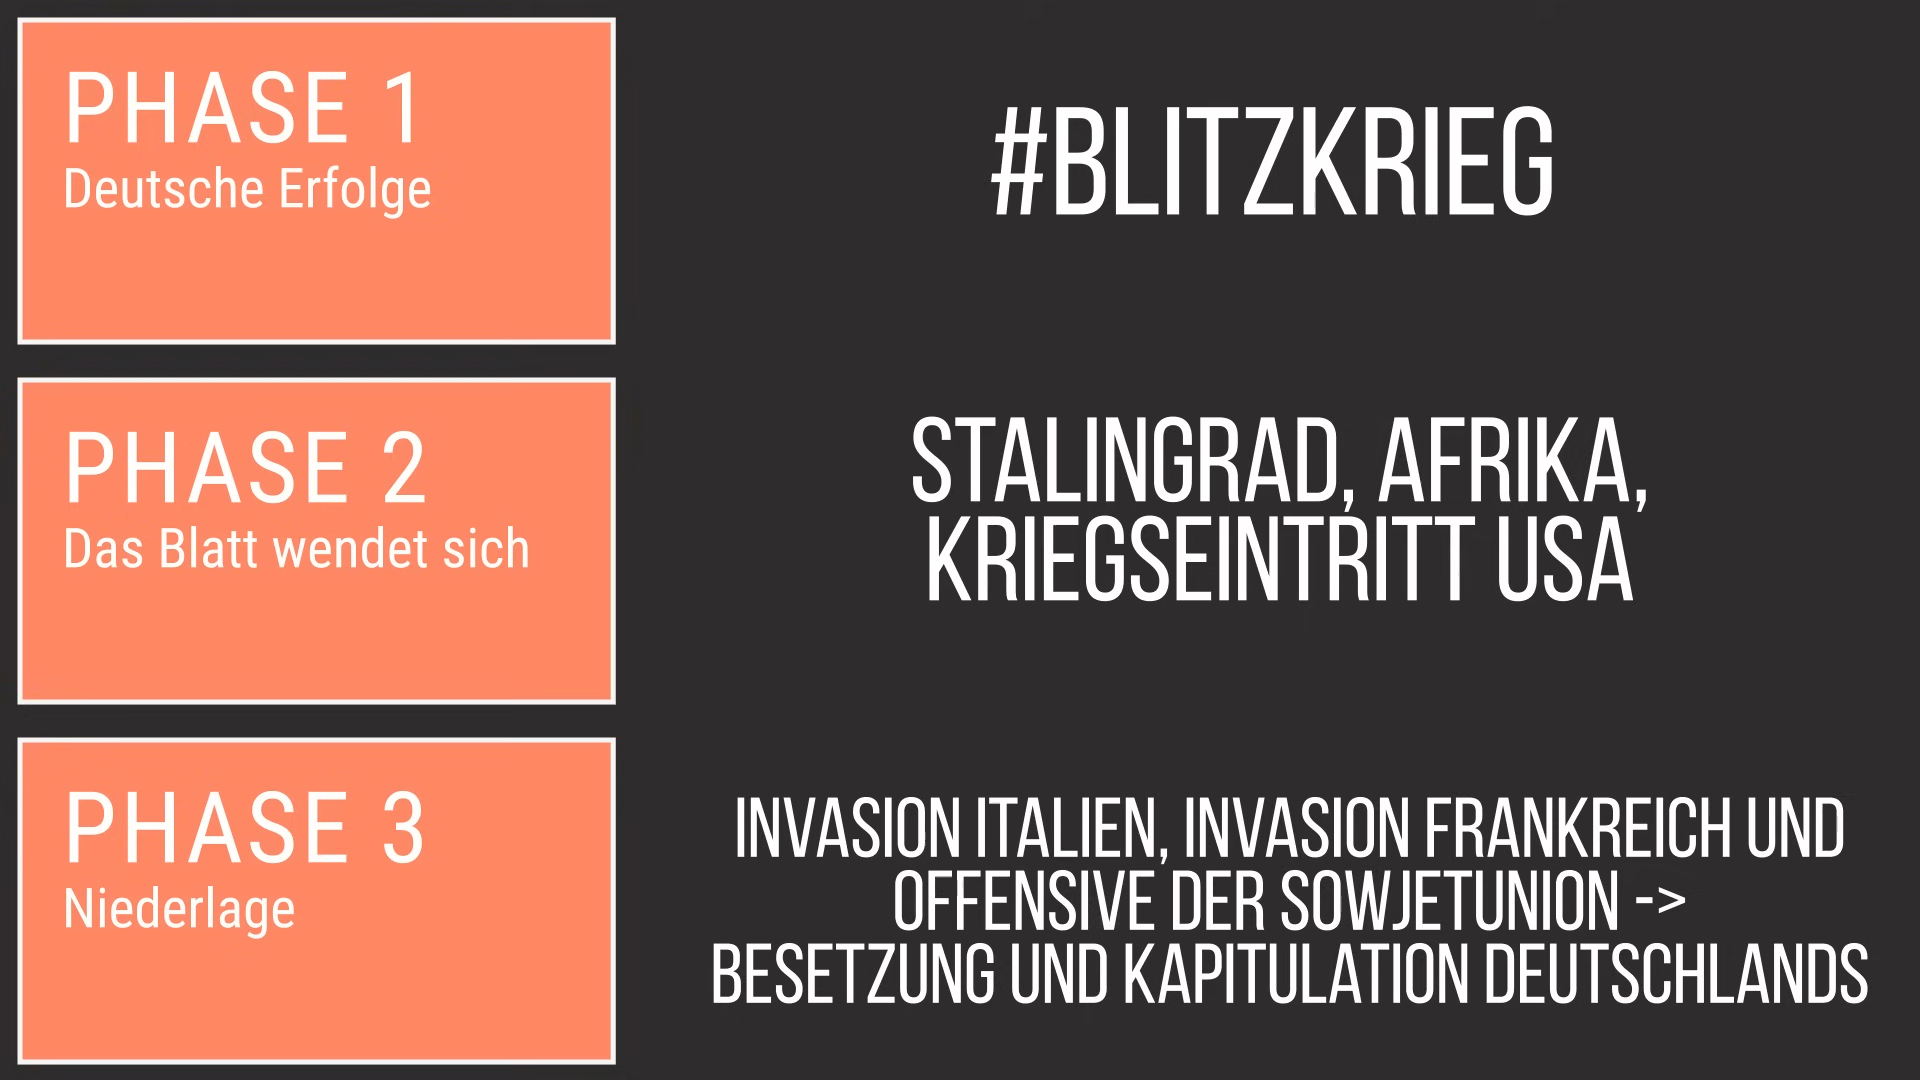 PHASE 1
Deutsche Erfolge
#BLITZKRIEG
PHASE 2
Das Blatt wendet sich
STALINGRAD, AFRIKA,
KRIEGSEINTRITT USA
PHASE 3
Niederlage
INVASION ITALIEN, INVASION FRANKREICH UND
OFFENSIVE DER SOWJETUNION ->
BESETZUNG UND KAPITULATION DEUTSCHLANDS